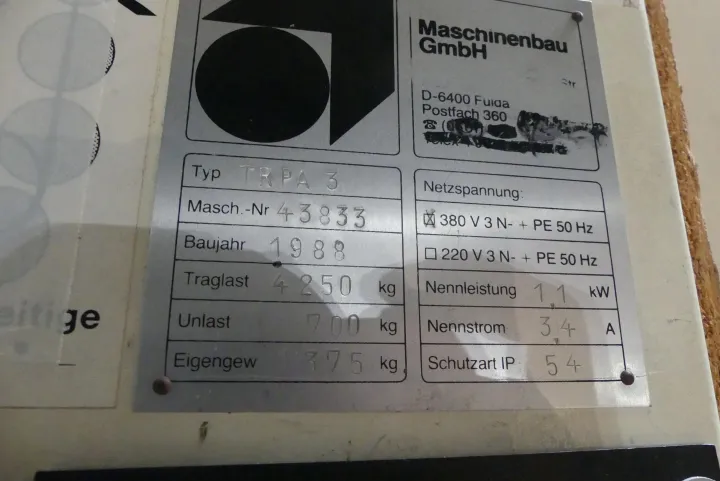 Maschinenbau
GmbH
D-6400 Fulda
Postfach 360
Typ TRPA 3
Masch.-Nr 43833
Baujahr 1988
Traglast 4250 kg
Unlast 700 kg
Eigengew 375 kg
Netzspannung:
☒ 380 V 3 N- + PE 50 Hz
☐ 220 V 3 N- + PE 50 Hz
Nennleistung 1,1 kW
Nennstrom 3,4 A
Schutzart IP 54
eitige